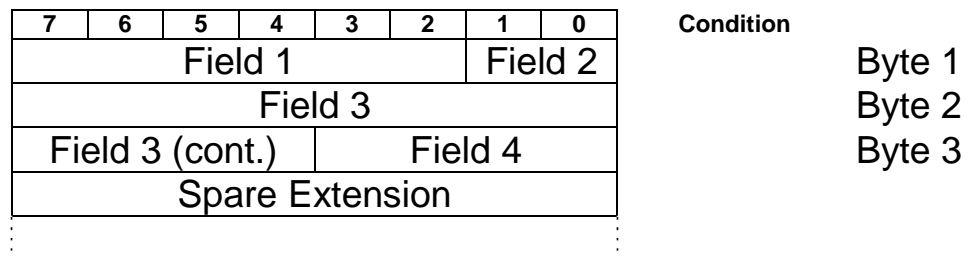 7 6 5 4 3 2 1 0 Condition
Field 1 Field 2 Byte 1
Field 3 Byte 2
Field 3 (cont.) Field 4 Byte 3
Spare Extension